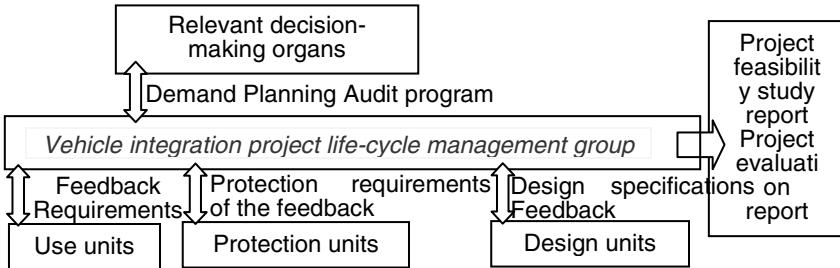 Relevant decision-
making organs
Demand Planning Audit program
Vehicle integration project life-cycle management group
Project
feasibilit
y study
report
Project
evaluati
on
report
Feedback
Requirements
Protection requirements
of the feedback
Design specifications
Feedback
Use units
Protection units
Design units